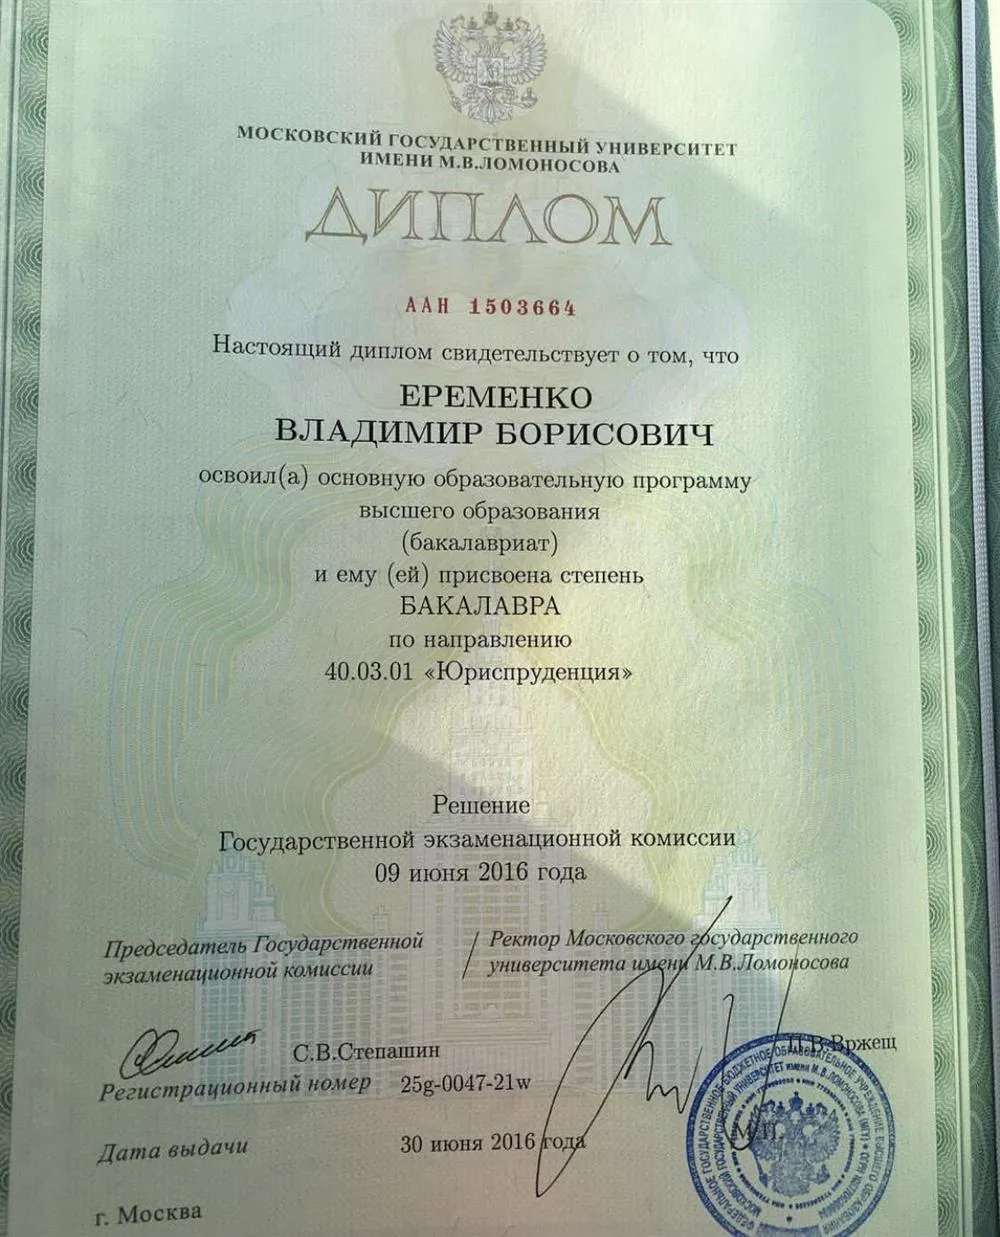 МОСКОВСКИЙ ГОСУДАРСТВЕННЫЙ УНИВЕРСИТЕТ
ИМЕНИ М.В.ЛОМОНОСОВА
ДИПЛОМ
ААН 1503664
Настоящий диплом свидетельствует о том, что
ЕРЕМЕНКО
ВЛАДИМИР БОРИСОВИЧ
освоил(а) основную образовательную программу
высшего образования
(бакалавриат)
и ему (ей) присвоена степень
БАКАЛАВРА
по направлению
40.03.01 «Юриспруденция»
Решение
Государственной экзаменационной комиссии
09 июня 2016 года
Председатель Государственной
экзаменационной комиссии
/ Ректор Московского государственного
университета имени М.В.Ломоносова
С.В.Степашин
П.В.Вржещ
Регистрационный номер 25g-0047-21w
М.П.
Дата выдачи 30 июня 2016 года
г. Москва